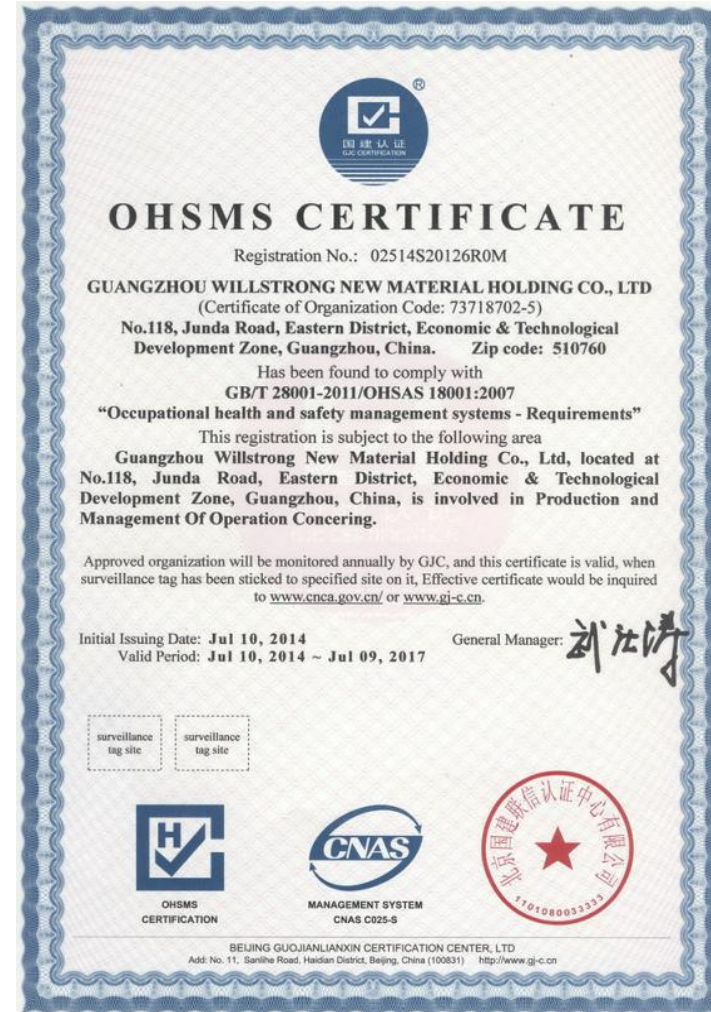 ®
国建认证
GJC CERTIFICATION
OHSMS CERTIFICATE
Registration No.: 02514S20126R0M
GUANGZHOU WILLSTRONG NEW MATERIAL HOLDING CO., LTD
(Certificate of Organization Code: 73718702-5)
No.118, Junda Road, Eastern District, Economic & Technological
Development Zone, Guangzhou, China. Zip code: 510760
Has been found to comply with
GB/T 28001-2011/OHSAS 18001:2007
“Occupational health and safety management systems - Requirements”
This registration is subject to the following area
Guangzhou Willstrong New Material Holding Co., Ltd, located at
No.118, Junda Road, Eastern District, Economic & Technological
Development Zone, Guangzhou, China, is involved in Production and
Management Of Operation Concering.
Approved organization will be monitored annually by GJC, and this certificate is valid, when
surveillance tag has been sticked to specified site on it, Effective certificate would be inquired
to www.cnca.gov.cn/ or www.gj-c.cn.
Initial Issuing Date: Jul 10, 2014
General Manager:
Valid Period: Jul 10, 2014 ~ Jul 09, 2017
surveillance
tag site
surveillance
tag site
H
OHSMS
CERTIFICATION
CNAS
MANAGEMENT SYSTEM
CNAS C025-S
北京国建联信认证中心有限公司
1101080033333
BEIJING GUOJIANLIANXIN CERTIFICATION CENTER, LTD
Add: No. 11, Sanlihe Road, Haidian District, Beijing, China (100831) http://www.gj-c.cn